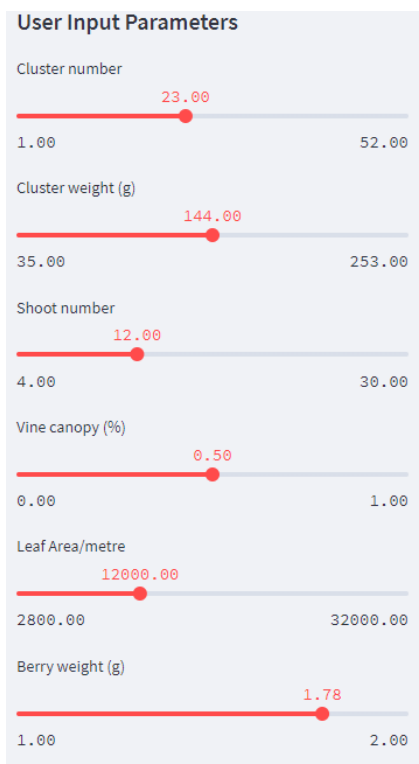 User Input Parameters
Cluster number
23.00
1.00 52.00
Cluster weight (g)
144.00
35.00 253.00
Shoot number
12.00
4.00 30.00
Vine canopy (%)
0.50
0.00 1.00
Leaf Area/metre
12000.00
2800.00 32000.00
Berry weight (g)
1.78
1.00 2.00